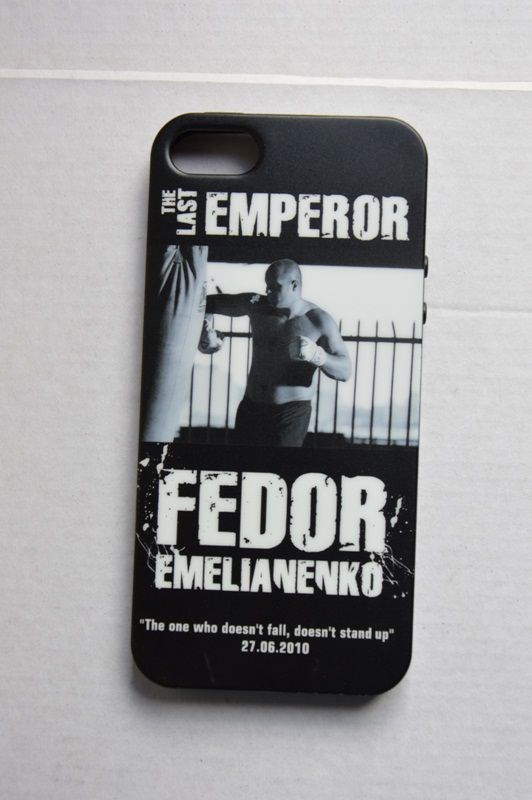 THE LAST EMPEROR
FEDOR
EMELIANENKO
"The one who doesn't fall, doesn't stand up"
27.06.2010